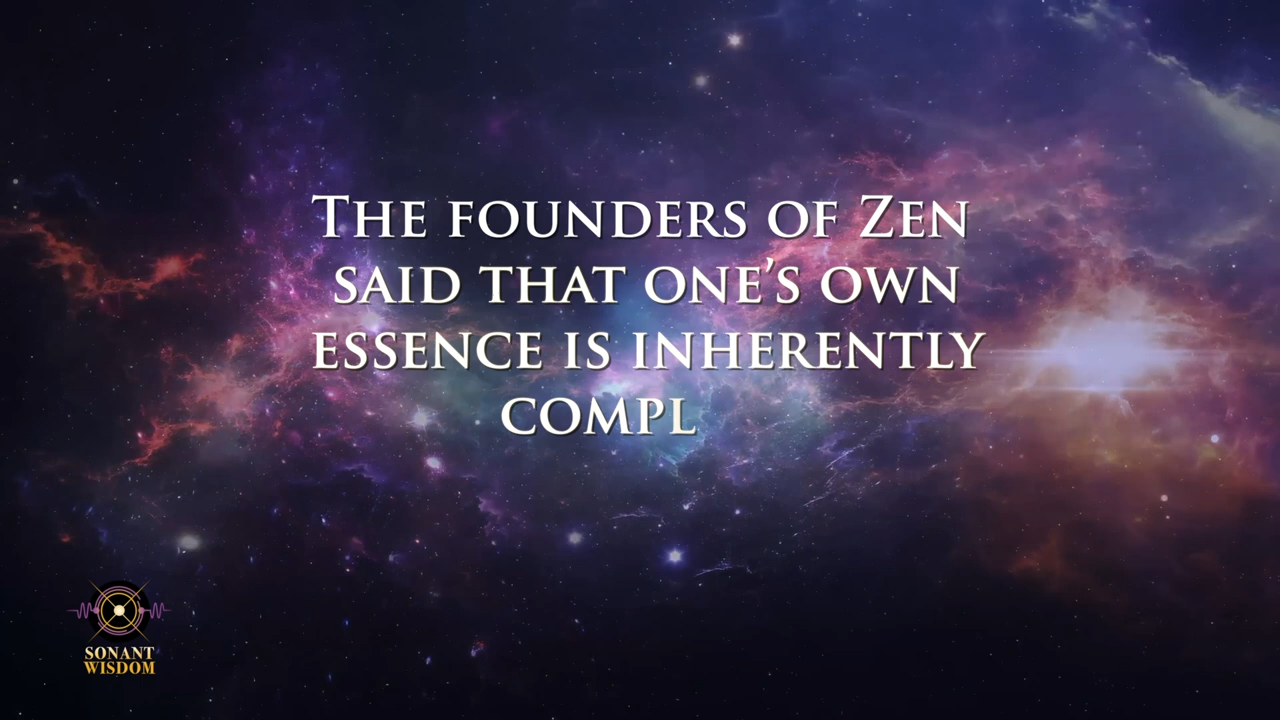 The founders of Zen
said that one's own
essence is inherently
compl
SONANT
WISDOM